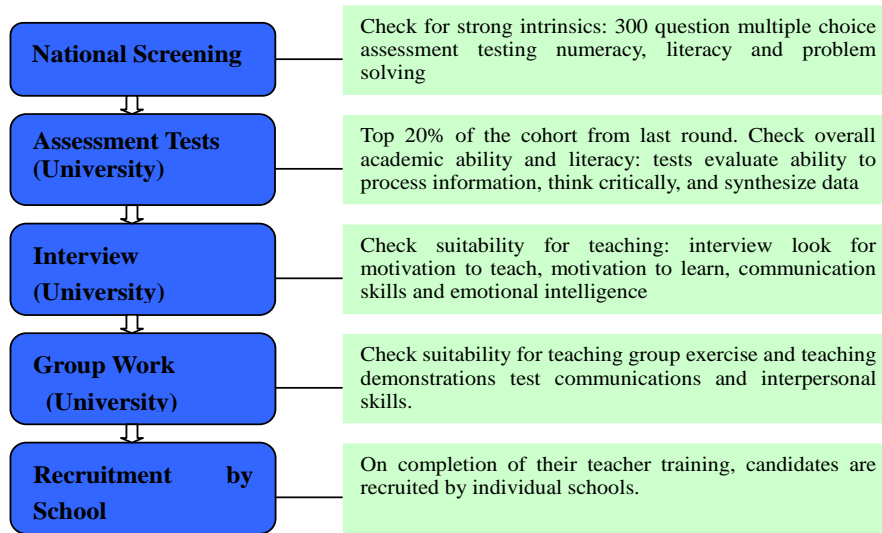 National Screening
Check for strong intrinsics: 300 question multiple choice
assessment testing numeracy, literacy and problem
solving
Assessment Tests
(University)
Top 20% of the cohort from last round. Check overall
academic ability and literacy: tests evaluate ability to
process information, think critically, and synthesize data
Interview
(University)
Check suitability for teaching: interview look for
motivation to teach, motivation to learn, communication
skills and emotional intelligence
Group Work
(University)
Check suitability for teaching group exercise and teaching
demonstrations test communications and interpersonal
skills.
Recruitment by
School
On completion of their teacher training, candidates are
recruited by individual schools.